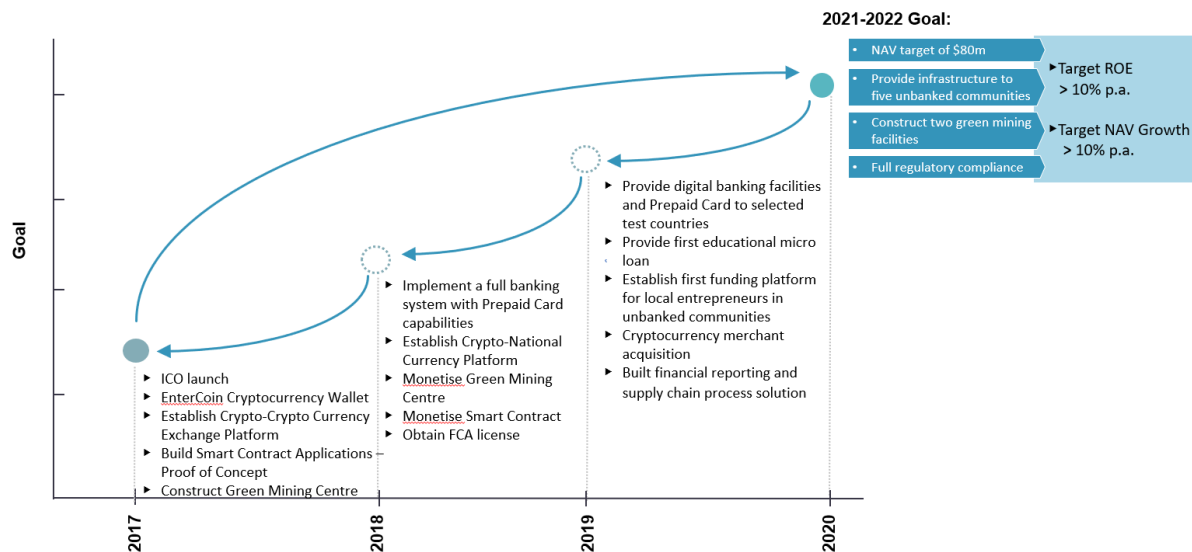 2021-2022 Goal:
• NAV target of $80m
• Provide infrastructure to
five unbanked communities
• Construct two green mining
facilities
• Full regulatory compliance
►Target ROE
> 10% p.a.
►Target NAV Growth
> 10% p.a.
Goal
► ICO launch
► EnterCoin Cryptocurrency Wallet
► Establish Crypto-Crypto Currency
Exchange Platform
► Build Smart Contract Applications –
Proof of Concept
► Construct Green Mining Centre
► Implement a full banking
system with Prepaid Card
capabilities
► Establish Crypto-National
Currency Platform
► Monetise Green Mining
Centre
► Monetise Smart Contract
► Obtain FCA license
► Provide digital banking facilities
and Prepaid Card to selected
test countries
► Provide first educational micro
loan
► Establish first funding platform
for local entrepreneurs in
unbanked communities
► Cryptocurrency merchant
acquisition
► Built financial reporting and
supply chain process solution
2017
2018
2019
2020